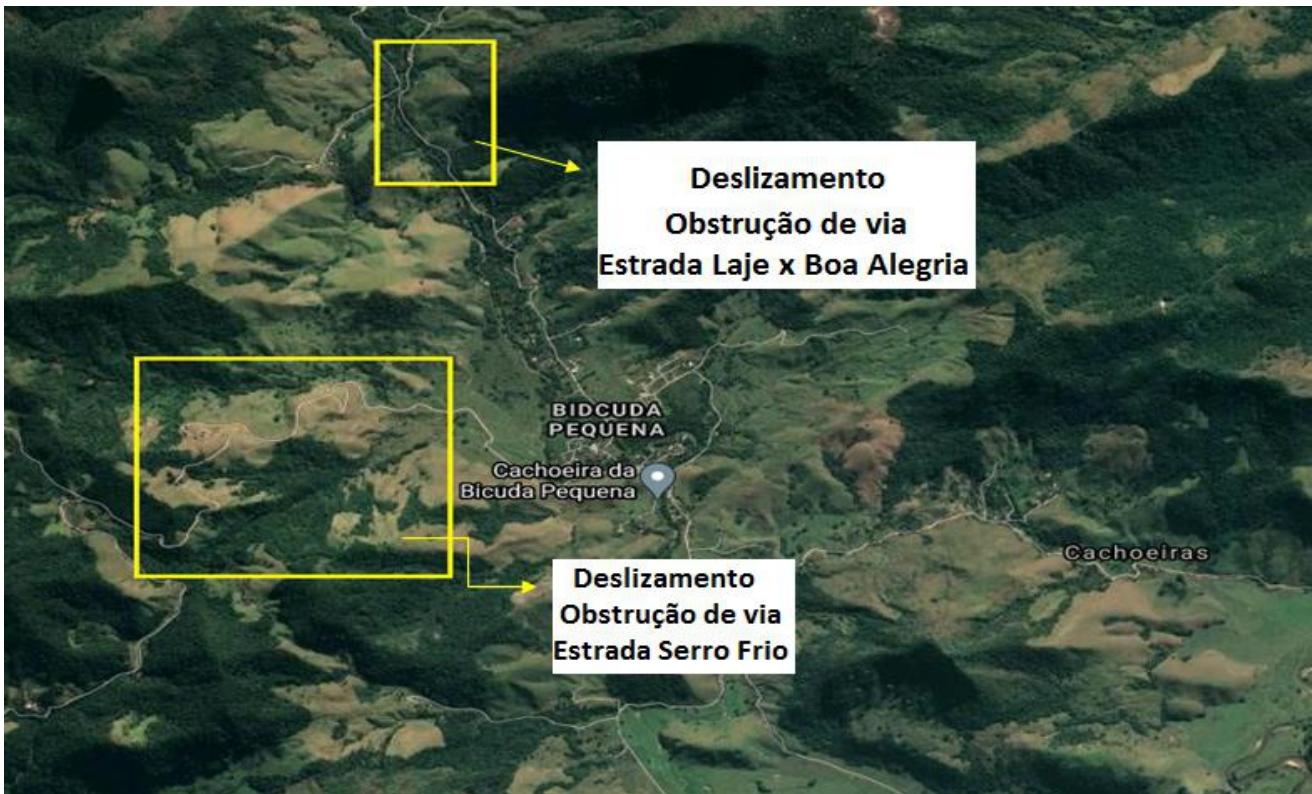 Deslizamento
Obstrução de via
Estrada Laje x Boa Alegria
BIDCUDA
PEQUENA
Cachoeira da
Bicuda Pequena
Cachoeiras
Deslizamento
Obstrução de via
Estrada Serro Frio